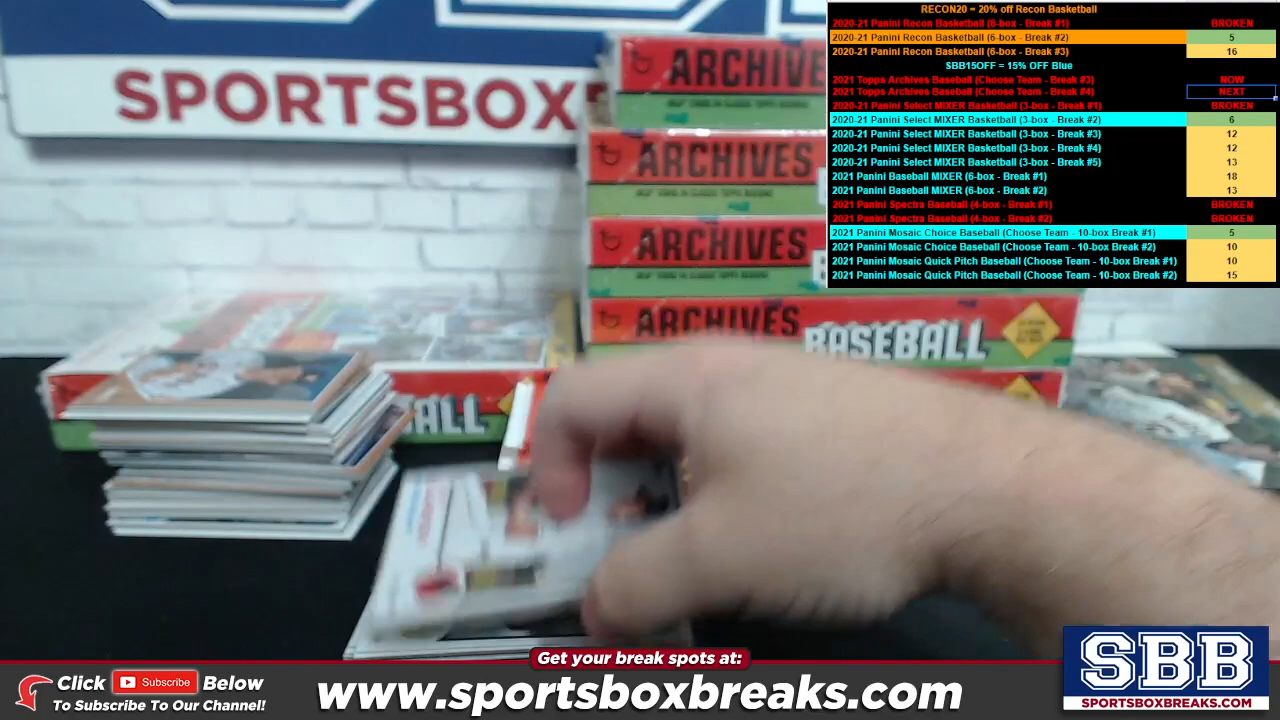 RECON20 = 20% off Recon Basketball
2020-21 Panini Recon Basketball (6-box - Break #1) BROKEN
2020-21 Panini Recon Basketball (6-box - Break #2) 5
2020-21 Panini Recon Basketball (6-box - Break #3) 16
SBB15OFF = 15% OFF Blue
2021 Topps Archives Baseball (Choose Team - Break #3) NOW
2021 Topps Archives Baseball (Choose Team - Break #4) NEXT
2020-21 Panini Select MIXER Basketball (3-box - Break #1) BROKEN
2020-21 Panini Select MIXER Basketball (3-box - Break #2) 6
2020-21 Panini Select MIXER Basketball (3-box - Break #3) 12
2020-21 Panini Select MIXER Basketball (3-box - Break #4) 12
2020-21 Panini Select MIXER Basketball (3-box - Break #5) 13
2021 Panini Baseball MIXER (6-box - Break #1) 18
2021 Panini Baseball MIXER (6-box - Break #2) 13
2021 Panini Spectra Baseball (4-box - Break #1) BROKEN
2021 Panini Spectra Baseball (4-box - Break #2) BROKEN
2021 Panini Mosaic Choice Baseball (Choose Team - 10-box Break #1) 5
2021 Panini Mosaic Choice Baseball (Choose Team - 10-box Break #2) 10
2021 Panini Mosaic Quick Pitch Baseball (Choose Team - 10-box Break #1) 10
2021 Panini Mosaic Quick Pitch Baseball (Choose Team - 10-box Break #2) 15
SPORTSBOX
ARCHIVES
ARCHIVES
ARCHIVES
ARCHIVES
BASEBALL
ALL
Get your break spots at:
Click Subscribe Below
To Subscribe To Our Channel!
www.sportsboxbreaks.com
SBB
SPORTSBOXBREAKS.COM